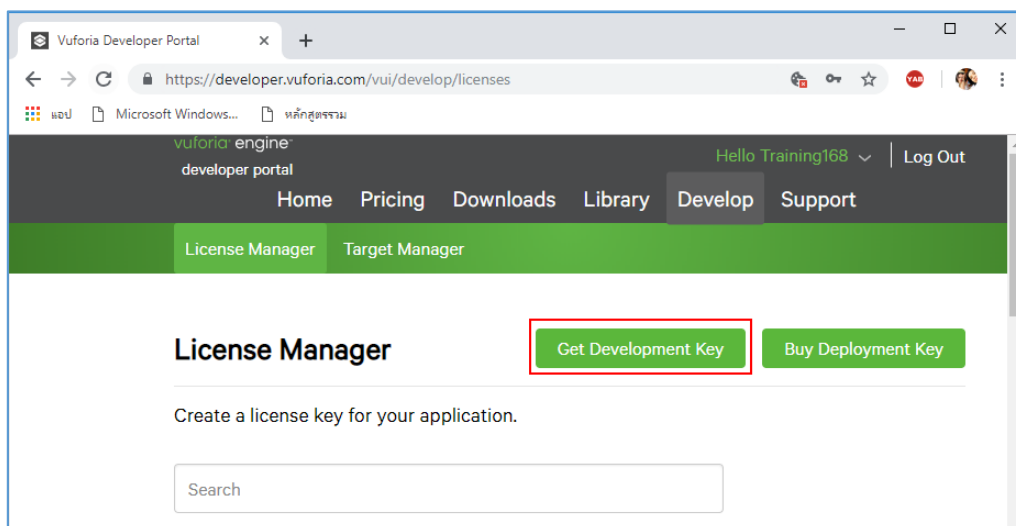 Vuforia Developer Portal
https://developer.vuforia.com/vui/develop/licenses
YAB
แอป Microsoft Windows... หลักสูตรรวม
vuforia engine
developer portal
Hello Training168 Log Out
Home Pricing Downloads Library Develop Support
License Manager Target Manager
License Manager Get Development Key Buy Deployment Key
Create a license key for your application.
Search